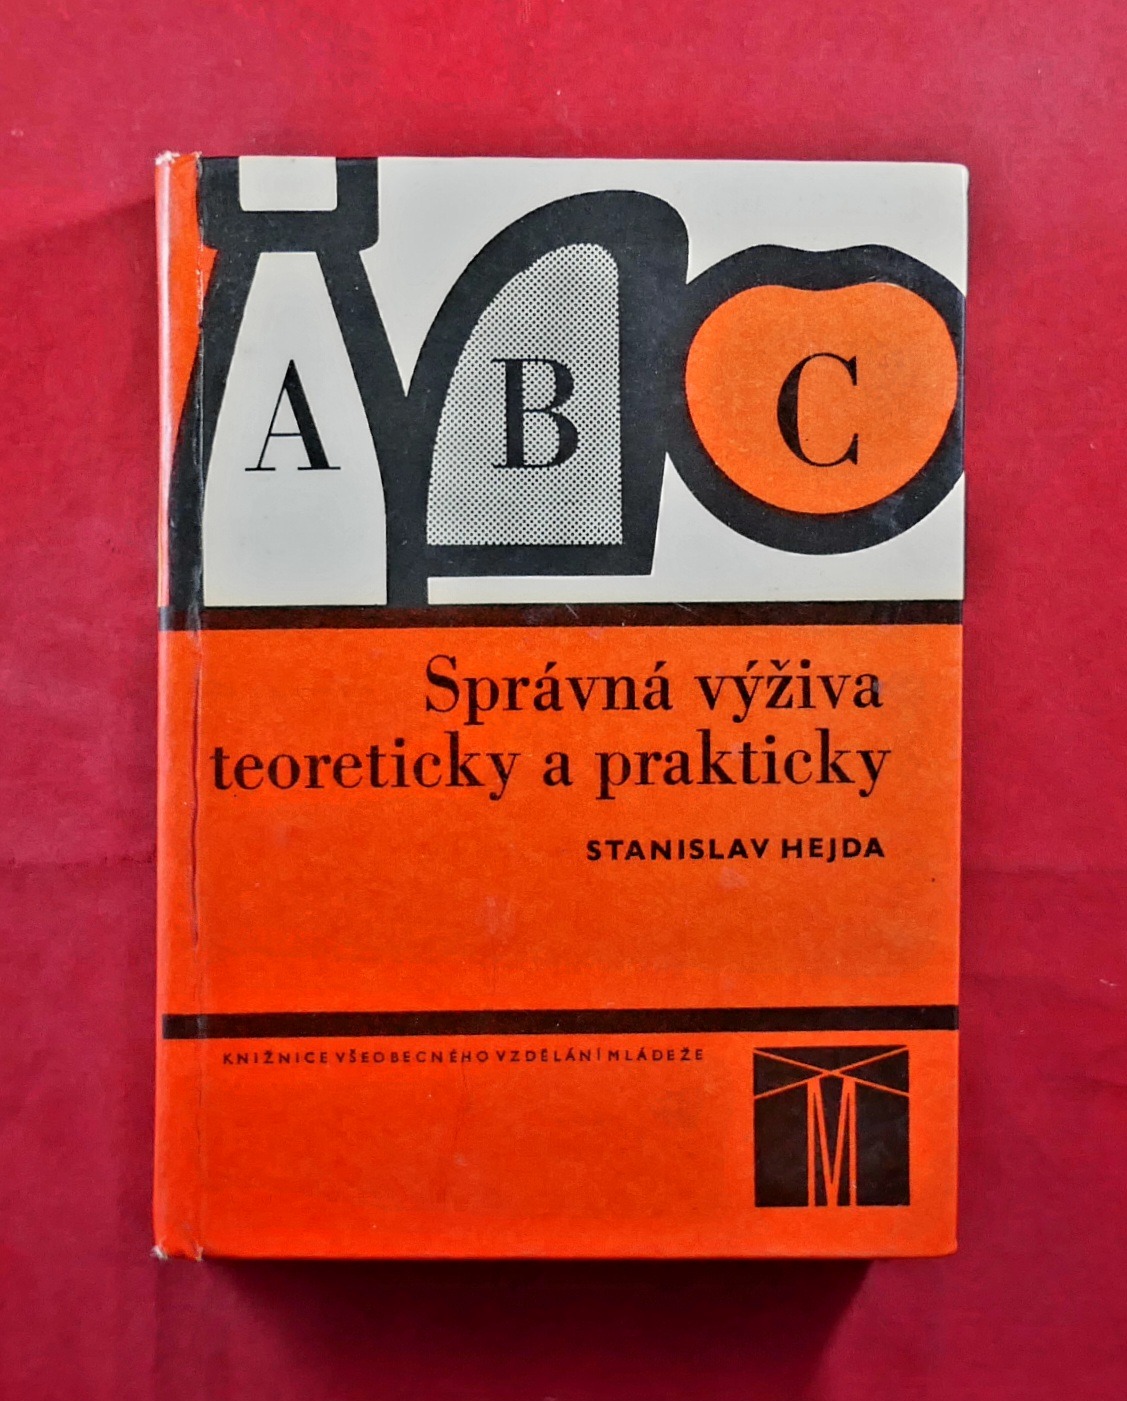 A B C
Správná výživa
teoreticky a prakticky
STANISLAV HEJDA
KNIŽNICE VŠEOBECNÉHO VZDĚLÁNÍ MLÁDEŽE
M